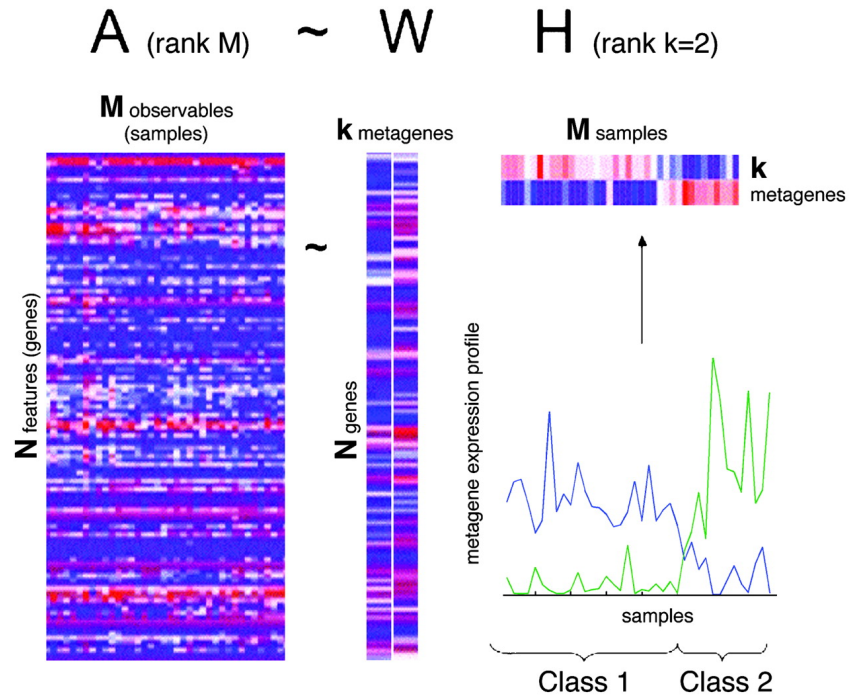 A (rank M) ~ W H (rank k=2)
M observables
(samples)
k metagenes
M samples
k
metagenes
~
N features (genes)
N genes
metagene expression profile
samples
Class 1 Class 2